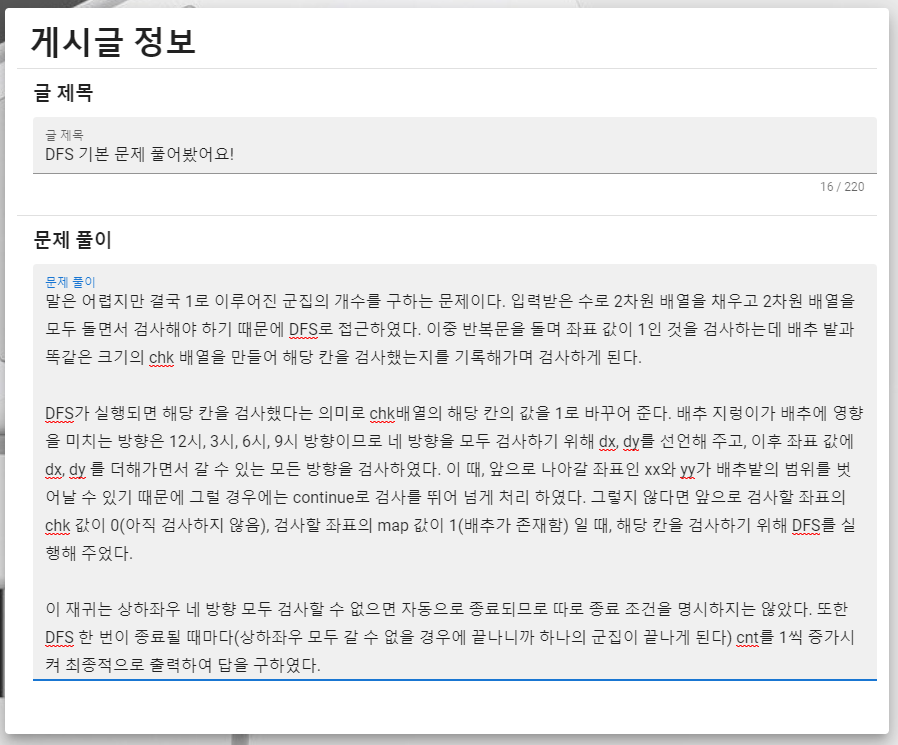 게시글 정보
글 제목
글 제목
DFS 기본 문제 풀어봤어요!
16 / 220
문제 풀이
문제 풀이
말은 어렵지만 결국 1로 이루어진 군집의 개수를 구하는 문제이다. 입력받은 수로 2차원 배열을 채우고 2차원 배열을
모두 돌면서 검사해야 하기 때문에 DFS로 접근하였다. 이중 반복문을 돌며 좌표 값이 1인 것을 검사하는데 배추 밭과
똑같은 크기의 chk 배열을 만들어 해당 칸을 검사했는지를 기록해가며 검사하게 된다.
DFS가 실행되면 해당 칸을 검사했다는 의미로 chk배열의 해당 칸의 값을 1로 바꾸어 준다. 배추 지렁이가 배추에 영향
을 미치는 방향은 12시, 3시, 6시, 9시 방향이므로 네 방향을 모두 검사하기 위해 dx, dy를 선언해 주고, 이후 좌표 값에
dx, dy 를 더해가면서 갈 수 있는 모든 방향을 검사하였다. 이 때, 앞으로 나아갈 좌표인 xx와 yy가 배추밭의 범위를 벗
어날 수 있기 때문에 그럴 경우에는 continue로 검사를 뛰어 넘게 처리 하였다. 그렇지 않다면 앞으로 검사할 좌표의
chk 값이 0(아직 검사하지 않음), 검사할 좌표의 map 값이 1(배추가 존재함) 일 때, 해당 칸을 검사하기 위해 DFS를 실
행해 주었다.
이 재귀는 상하좌우 네 방향 모두 검사할 수 없으면 자동으로 종료되므로 따로 종료 조건을 명시하지는 않았다. 또한
DFS 한 번이 종료될 때마다(상하좌우 모두 갈 수 없을 경우에 끝나니까 하나의 군집이 끝나게 된다) cnt를 1씩 증가시
켜 최종적으로 출력하여 답을 구하였다.